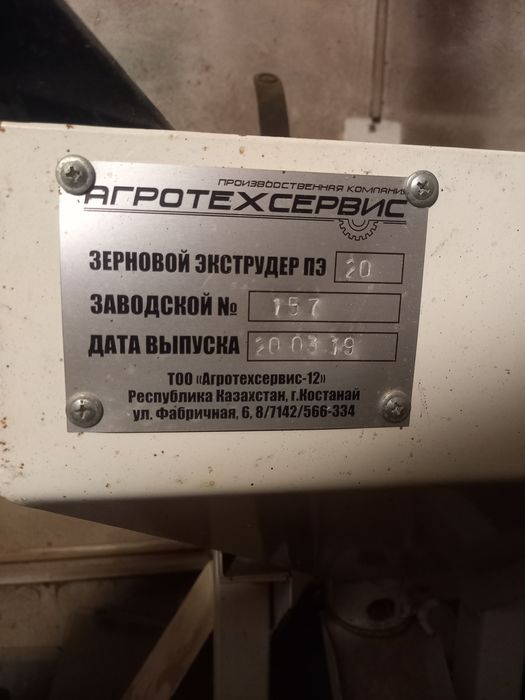 ПРОИЗВОДСТВЕННАЯ КОМПАНИЯ
АГРОТЕХСЕРВИС
ЗЕРНОВОЙ ЭКСТРУДЕР ПЭ 20
ЗАВОДСКОЙ № 157
ДАТА ВЫПУСКА 20 03 19
ТОО «Агротехсервис-12»
Республика Казахстан, г.Костанай
ул. Фабричная, 6, 8/7142/566-334